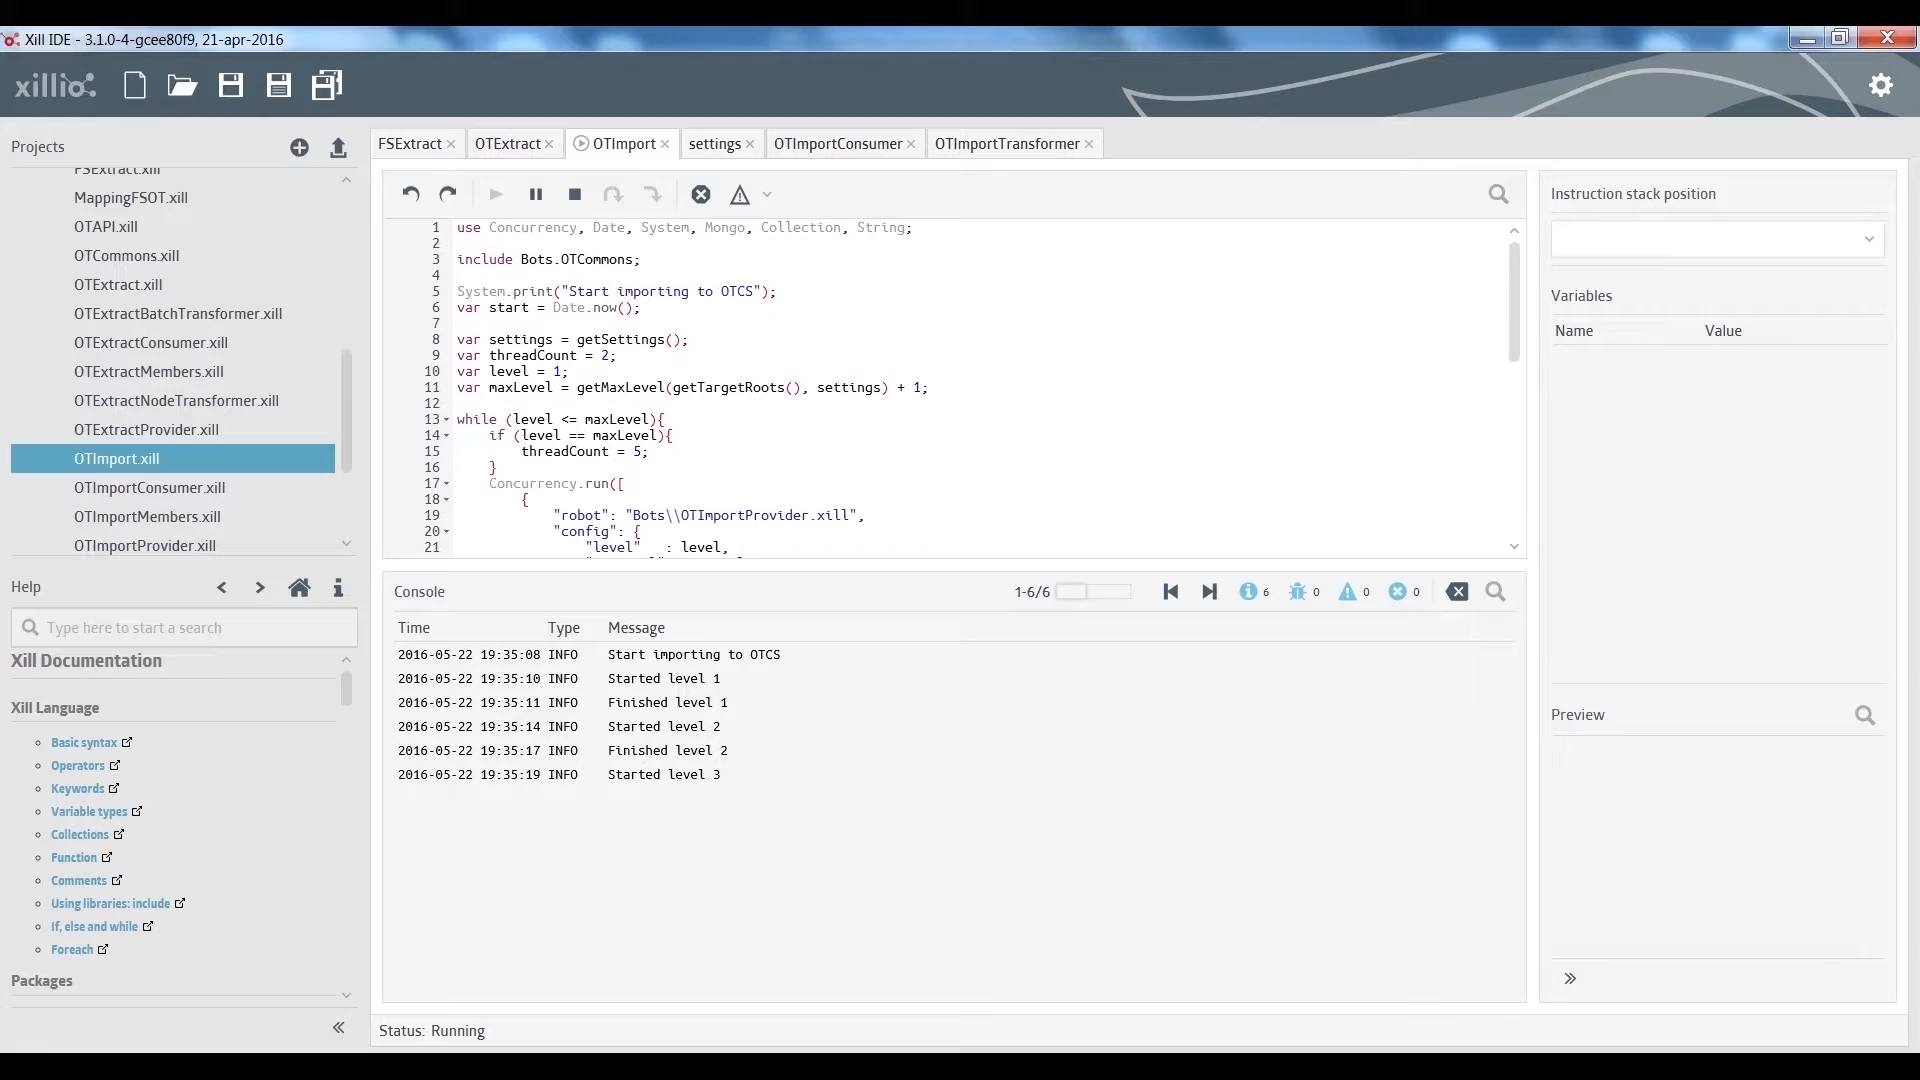 Xill IDE - 3.1.0-4-gcee80f9, 21-apr-2016
xillio
Projects
FSExtract.xill
MappingFSOT.xill
OTAPI.xill
OTCommons.xill
OTExtract.xill
OTExtractBatchTransformer.xill
OTExtractConsumer.xill
OTExtractMembers.xill
OTExtractNodeTransformer.xill
OTExtractProvider.xill
OTImport.xill
OTImportConsumer.xill
OTImportMembers.xill
OTImportProvider.xill
Help
Type here to start a search
Xill Documentation
Xill Language
Basic syntax
Operators
Keywords
Variable types
Collections
Function
Comments
Using libraries: include
If, else and while
Foreach
Packages
FSExtract OTExtract OTImport settings OTImportConsumer OTImportTransformer
1 use Concurrency, Date, System, Mongo, Collection, String;
2
3 include Bots.OTCommons;
4
5 System.print("Start importing to OTCS");
6 var start = Date.now();
7
8 var settings = getSettings();
9 var threadCount = 2;
10 var level = 1;
11 var maxLevel = getMaxLevel(getTargetRoots(), settings) + 1;
12
13 while (level <= maxLevel){
14 if (level == maxLevel){
15 threadCount = 5;
16 }
17 Concurrency.run([
18 {
19 "robot": "Bots\\OTImportProvider.xill",
20 "config": {
21 "level" : level,
Console
1-6/6
6 0 0 0
Time Type Message
2016-05-22 19:35:08 INFO Start importing to OTCS
2016-05-22 19:35:10 INFO Started level 1
2016-05-22 19:35:11 INFO Finished level 1
2016-05-22 19:35:14 INFO Started level 2
2016-05-22 19:35:17 INFO Finished level 2
2016-05-22 19:35:19 INFO Started level 3
Status: Running
Instruction stack position
Variables
Name Value
Preview